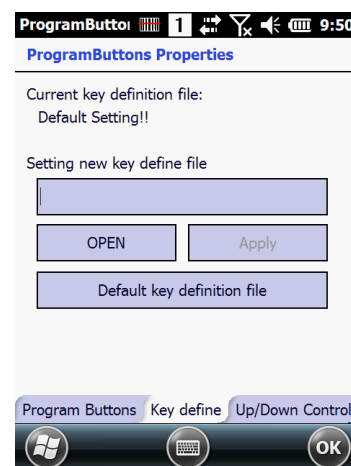 ProgramButto 1 9:50
ProgramButtons Properties
Current key definition file:
Default Setting!!
Setting new key define file
OPEN Apply
Default key definition file
Program Buttons Key define Up/Down Control
OK